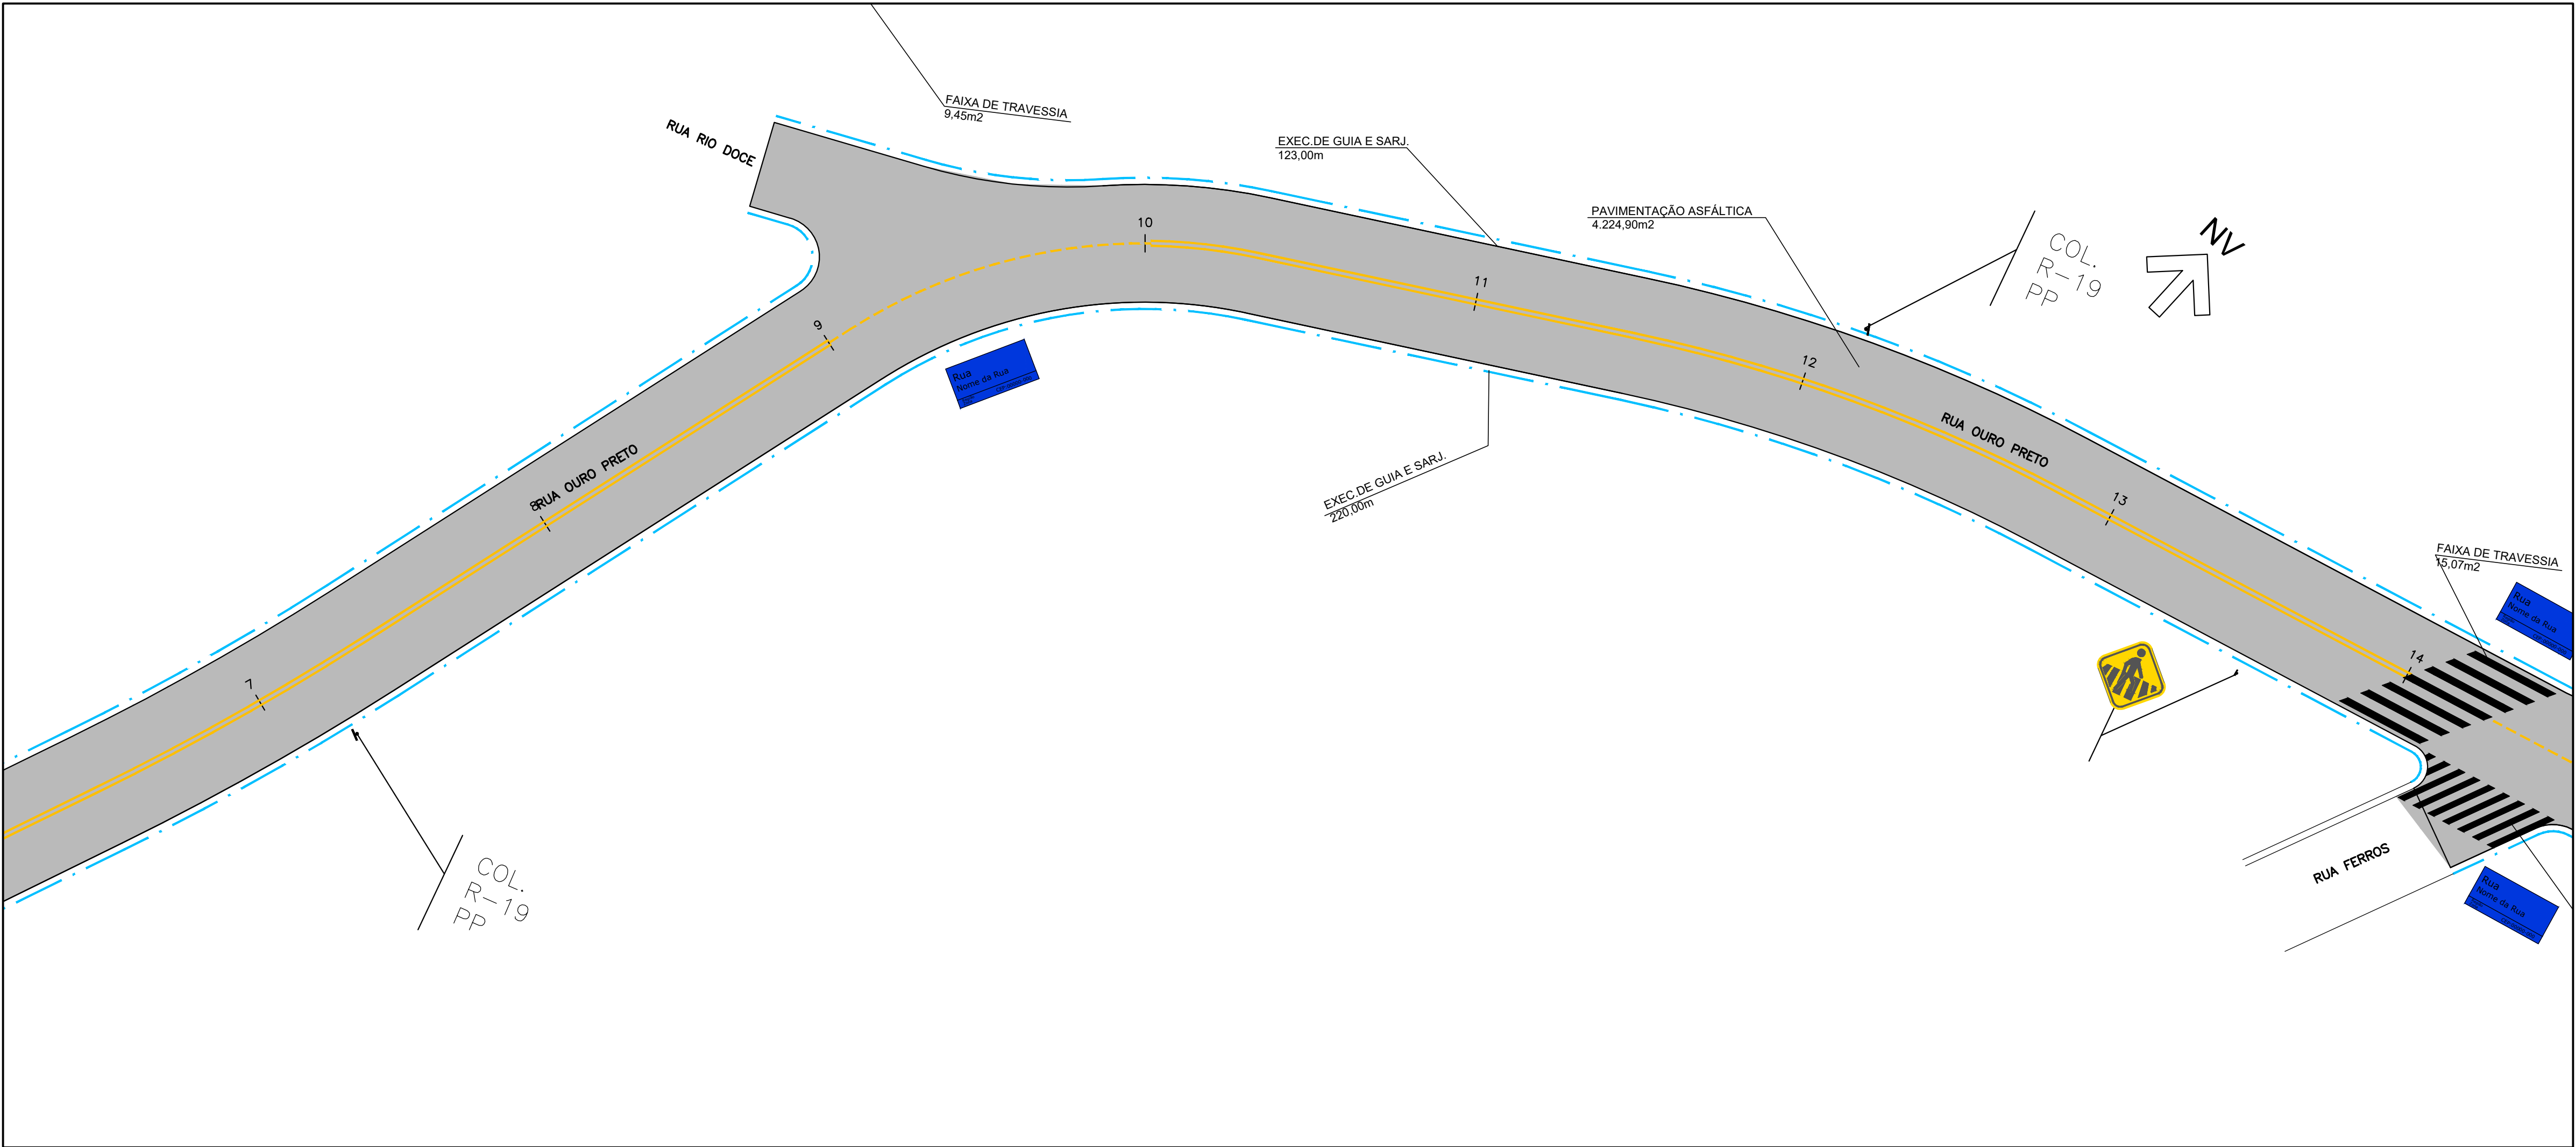 FAIXA DE TRAVESSIA
9,45m2
RUA RIO DOCE
EXEC.DE GUIA E SARJ.
123,00m
PAVIMENTAÇÃO ASFÁLTICA
4.224,90m2
COL.
R-19
PP
NV
10
11
9
12
Rua
Nome da Rua
RUA OURO PRETO
RUA OURO PRETO
8
EXEC.DE GUIA E SARJ.
220,00m
13
FAIXA DE TRAVESSIA
15,07m2
Rua
Nome da Rua
14
7
COL.
R-19
PP
RUA FERROS
Rua
Nome da Rua